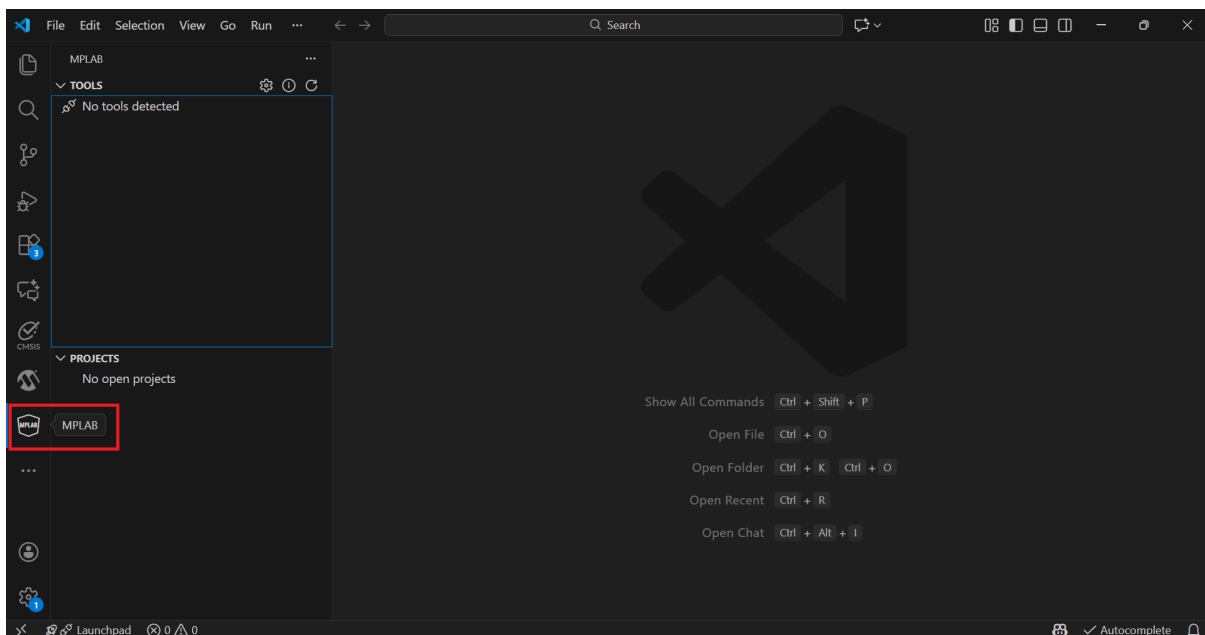 File Edit Selection View Go Run ··· Search
MPLAB ···
TOOLS
No tools detected
3
CMSIS
PROJECTS
No open projects
MPLAB MPLAB
Show All Commands Ctrl + Shift + P
Open File Ctrl + O
Open Folder Ctrl + K Ctrl + O
Open Recent Ctrl + R
Open Chat Ctrl + Alt + I
1
Launchpad 0 0 Autocomplete